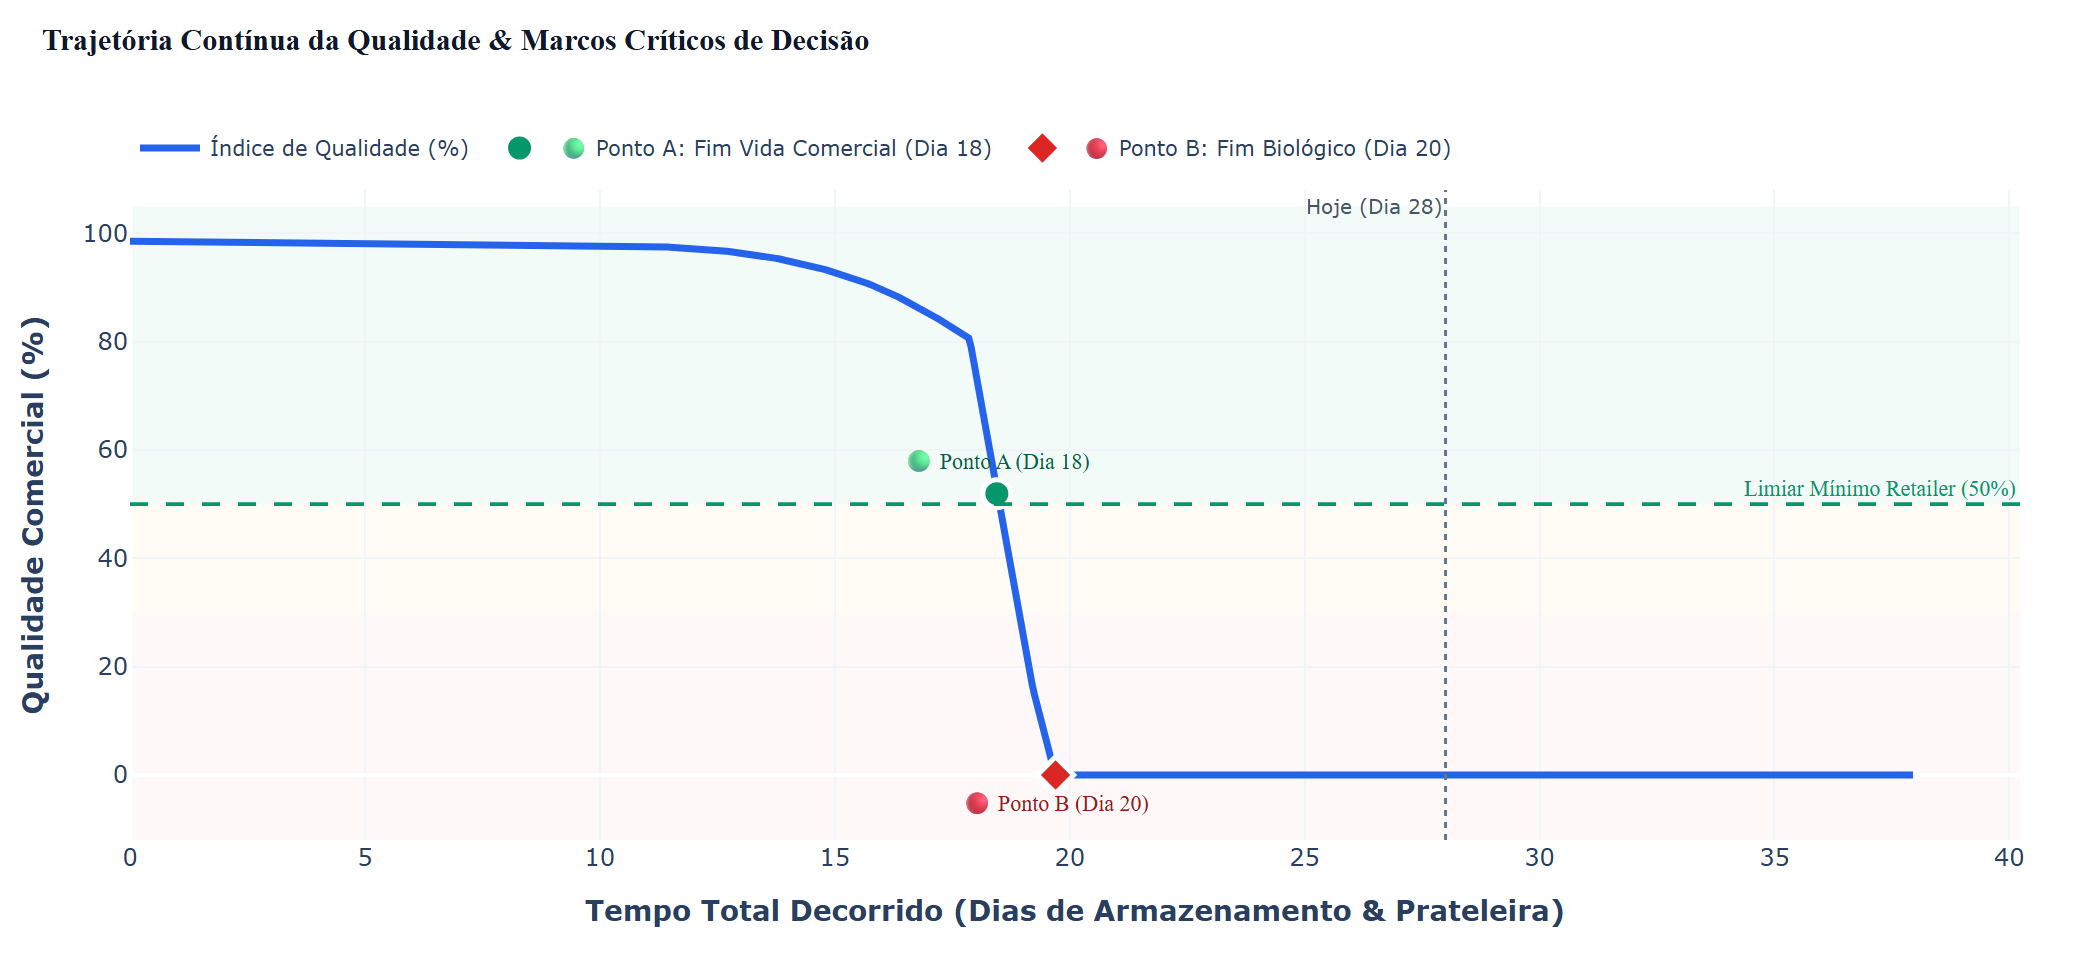 Trajetória Contínua da Qualidade & Marcos Críticos de Decisão
Índice de Qualidade (%)
Ponto A: Fim Vida Comercial (Dia 18)
Ponto B: Fim Biológico (Dia 20)
Hoje (Dia 28)
Qualidade Comercial (%)
100
80
60
40
20
0
Ponto A (Dia 18)
Limiar Mínimo Retailer (50%)
Ponto B (Dia 20)
0 5 10 15 20 25 30 35 40
Tempo Total Decorrido (Dias de Armazenamento & Prateleira)